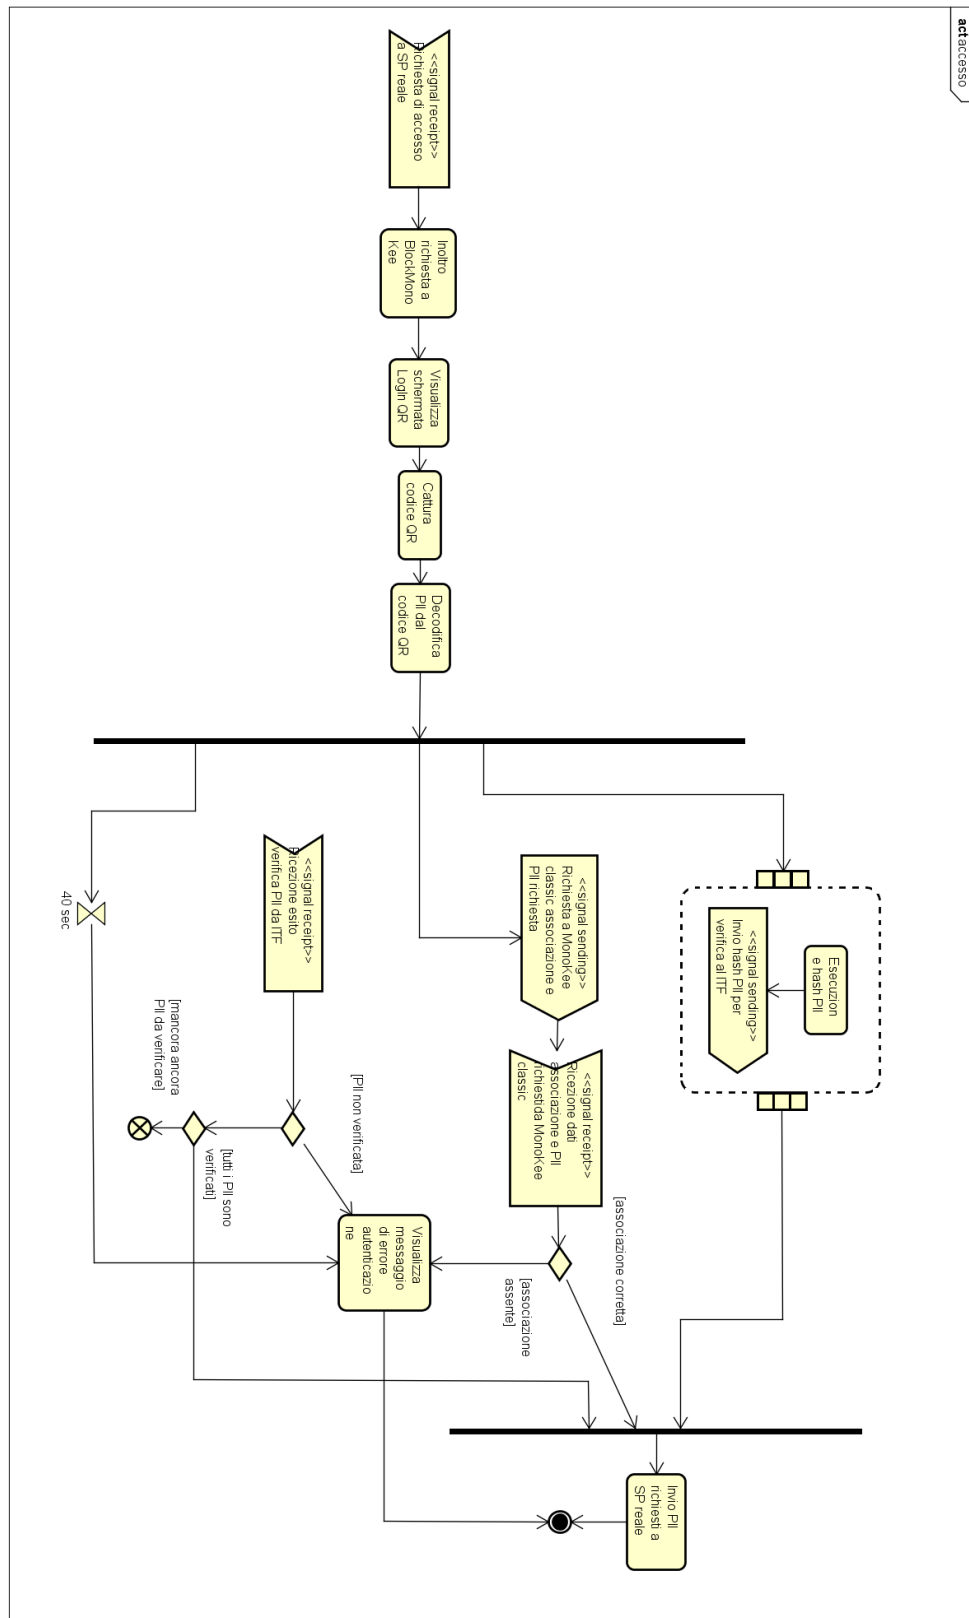 act accesso
<<signal receipt>>
Richiesta di accesso
a SP reale
Inoltro
richiesta a
BlockMono
Kee
Visualizza
schermata
LogIn QR
Cattura
codice QR
Decodifica
PII dal
codice QR
Esecuzion
e hash PII
<<signal sending>>
Invio hash PII per
verifica al ITF
<<signal sending>>
Richiesta a MonoKee
classic associazione e
PII richiesta
<<signal receipt>>
Ricezione dati
associazione e PII
richiestida MonoKee
classic
[associazione corretta]
[associazione
assente]
<<signal receipt>>
Ricezione esito
verifica PII da ITF
[PII non verificata]
[tutti i PII sono
verificati]
[mancora ancora
PII da verificare]
40 sec
Visualizza
messaggio
di errore
autenticazio
ne
Invio PII
richiesti a
SP reale